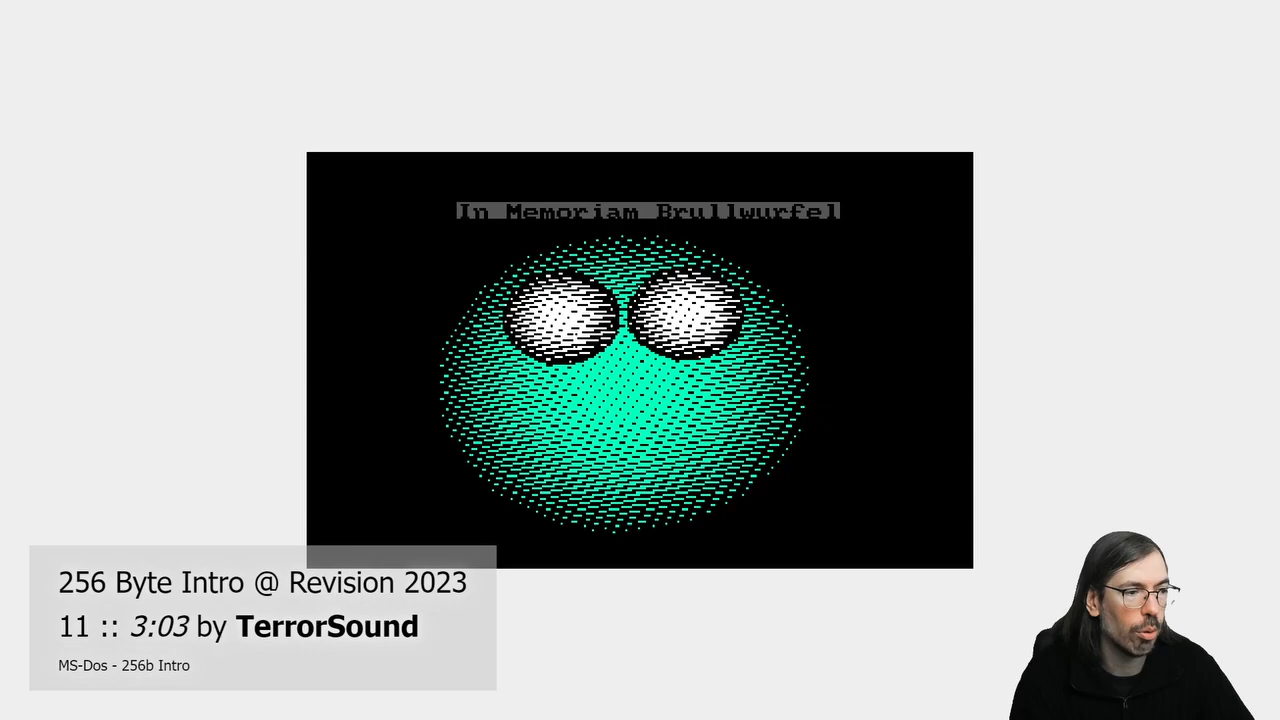 In Memoriam Brullwurfel
256 Byte Intro @ Revision 2023
11 :: 3:03 by TerrorSound
MS-Dos - 256b Intro